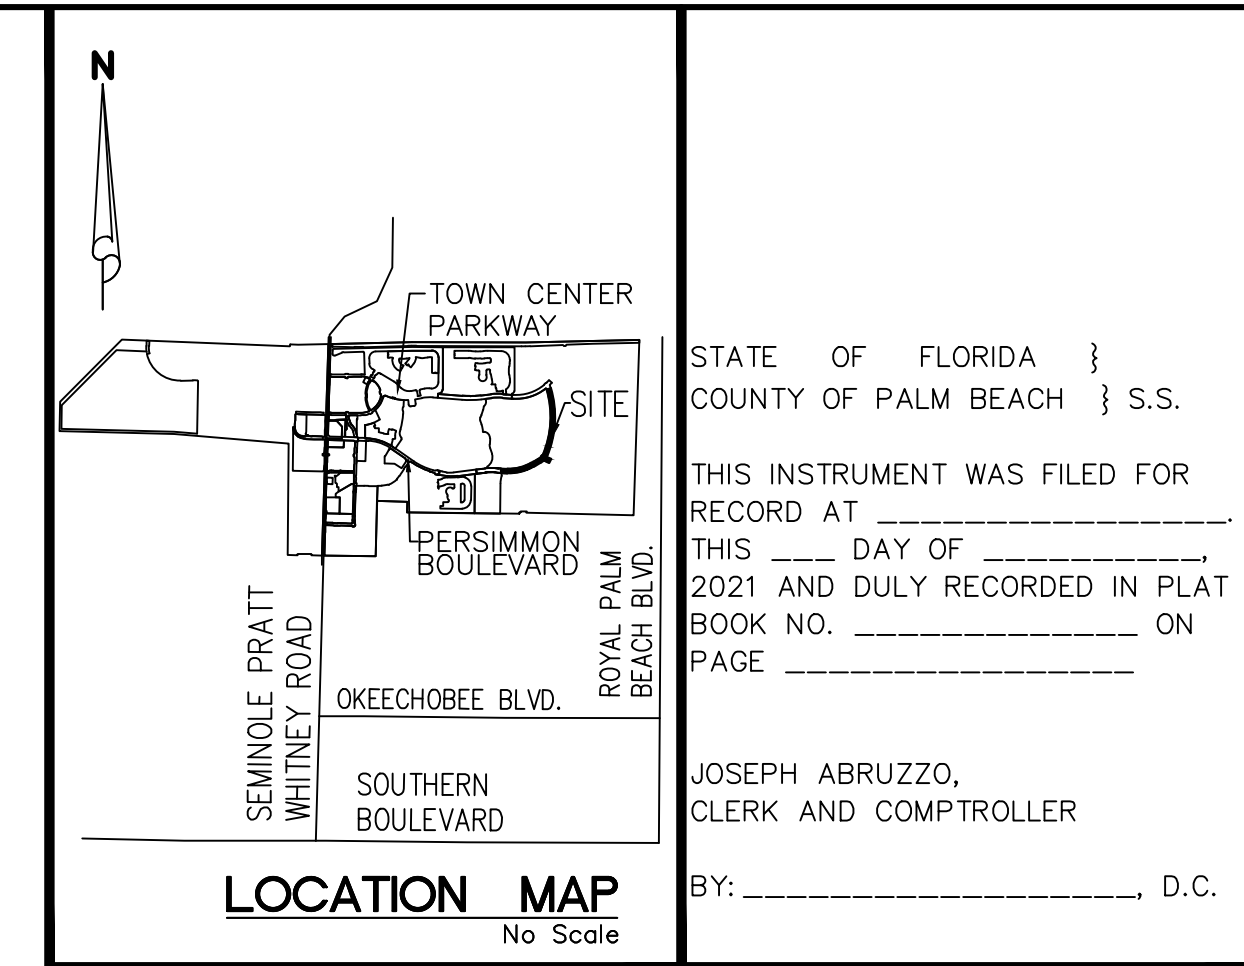 N
TOWN CENTER
PARKWAY
SITE
PERSIMMON
BOULEVARD
SEMINOLE PRATT
WHITNEY ROAD
ROYAL PALM
BEACH BLVD.
OKEECHOBEE BLVD.
SOUTHERN
BOULEVARD
LOCATION MAP
No Scale
STATE OF FLORIDA }
COUNTY OF PALM BEACH } S.S.
THIS INSTRUMENT WAS FILED FOR
RECORD AT ________________.
THIS ___ DAY OF __________,
2021 AND DULY RECORDED IN PLAT
BOOK NO. _____________ ON
PAGE ________________
JOSEPH ABRUZZO,
CLERK AND COMPTROLLER
BY: __________________, D.C.